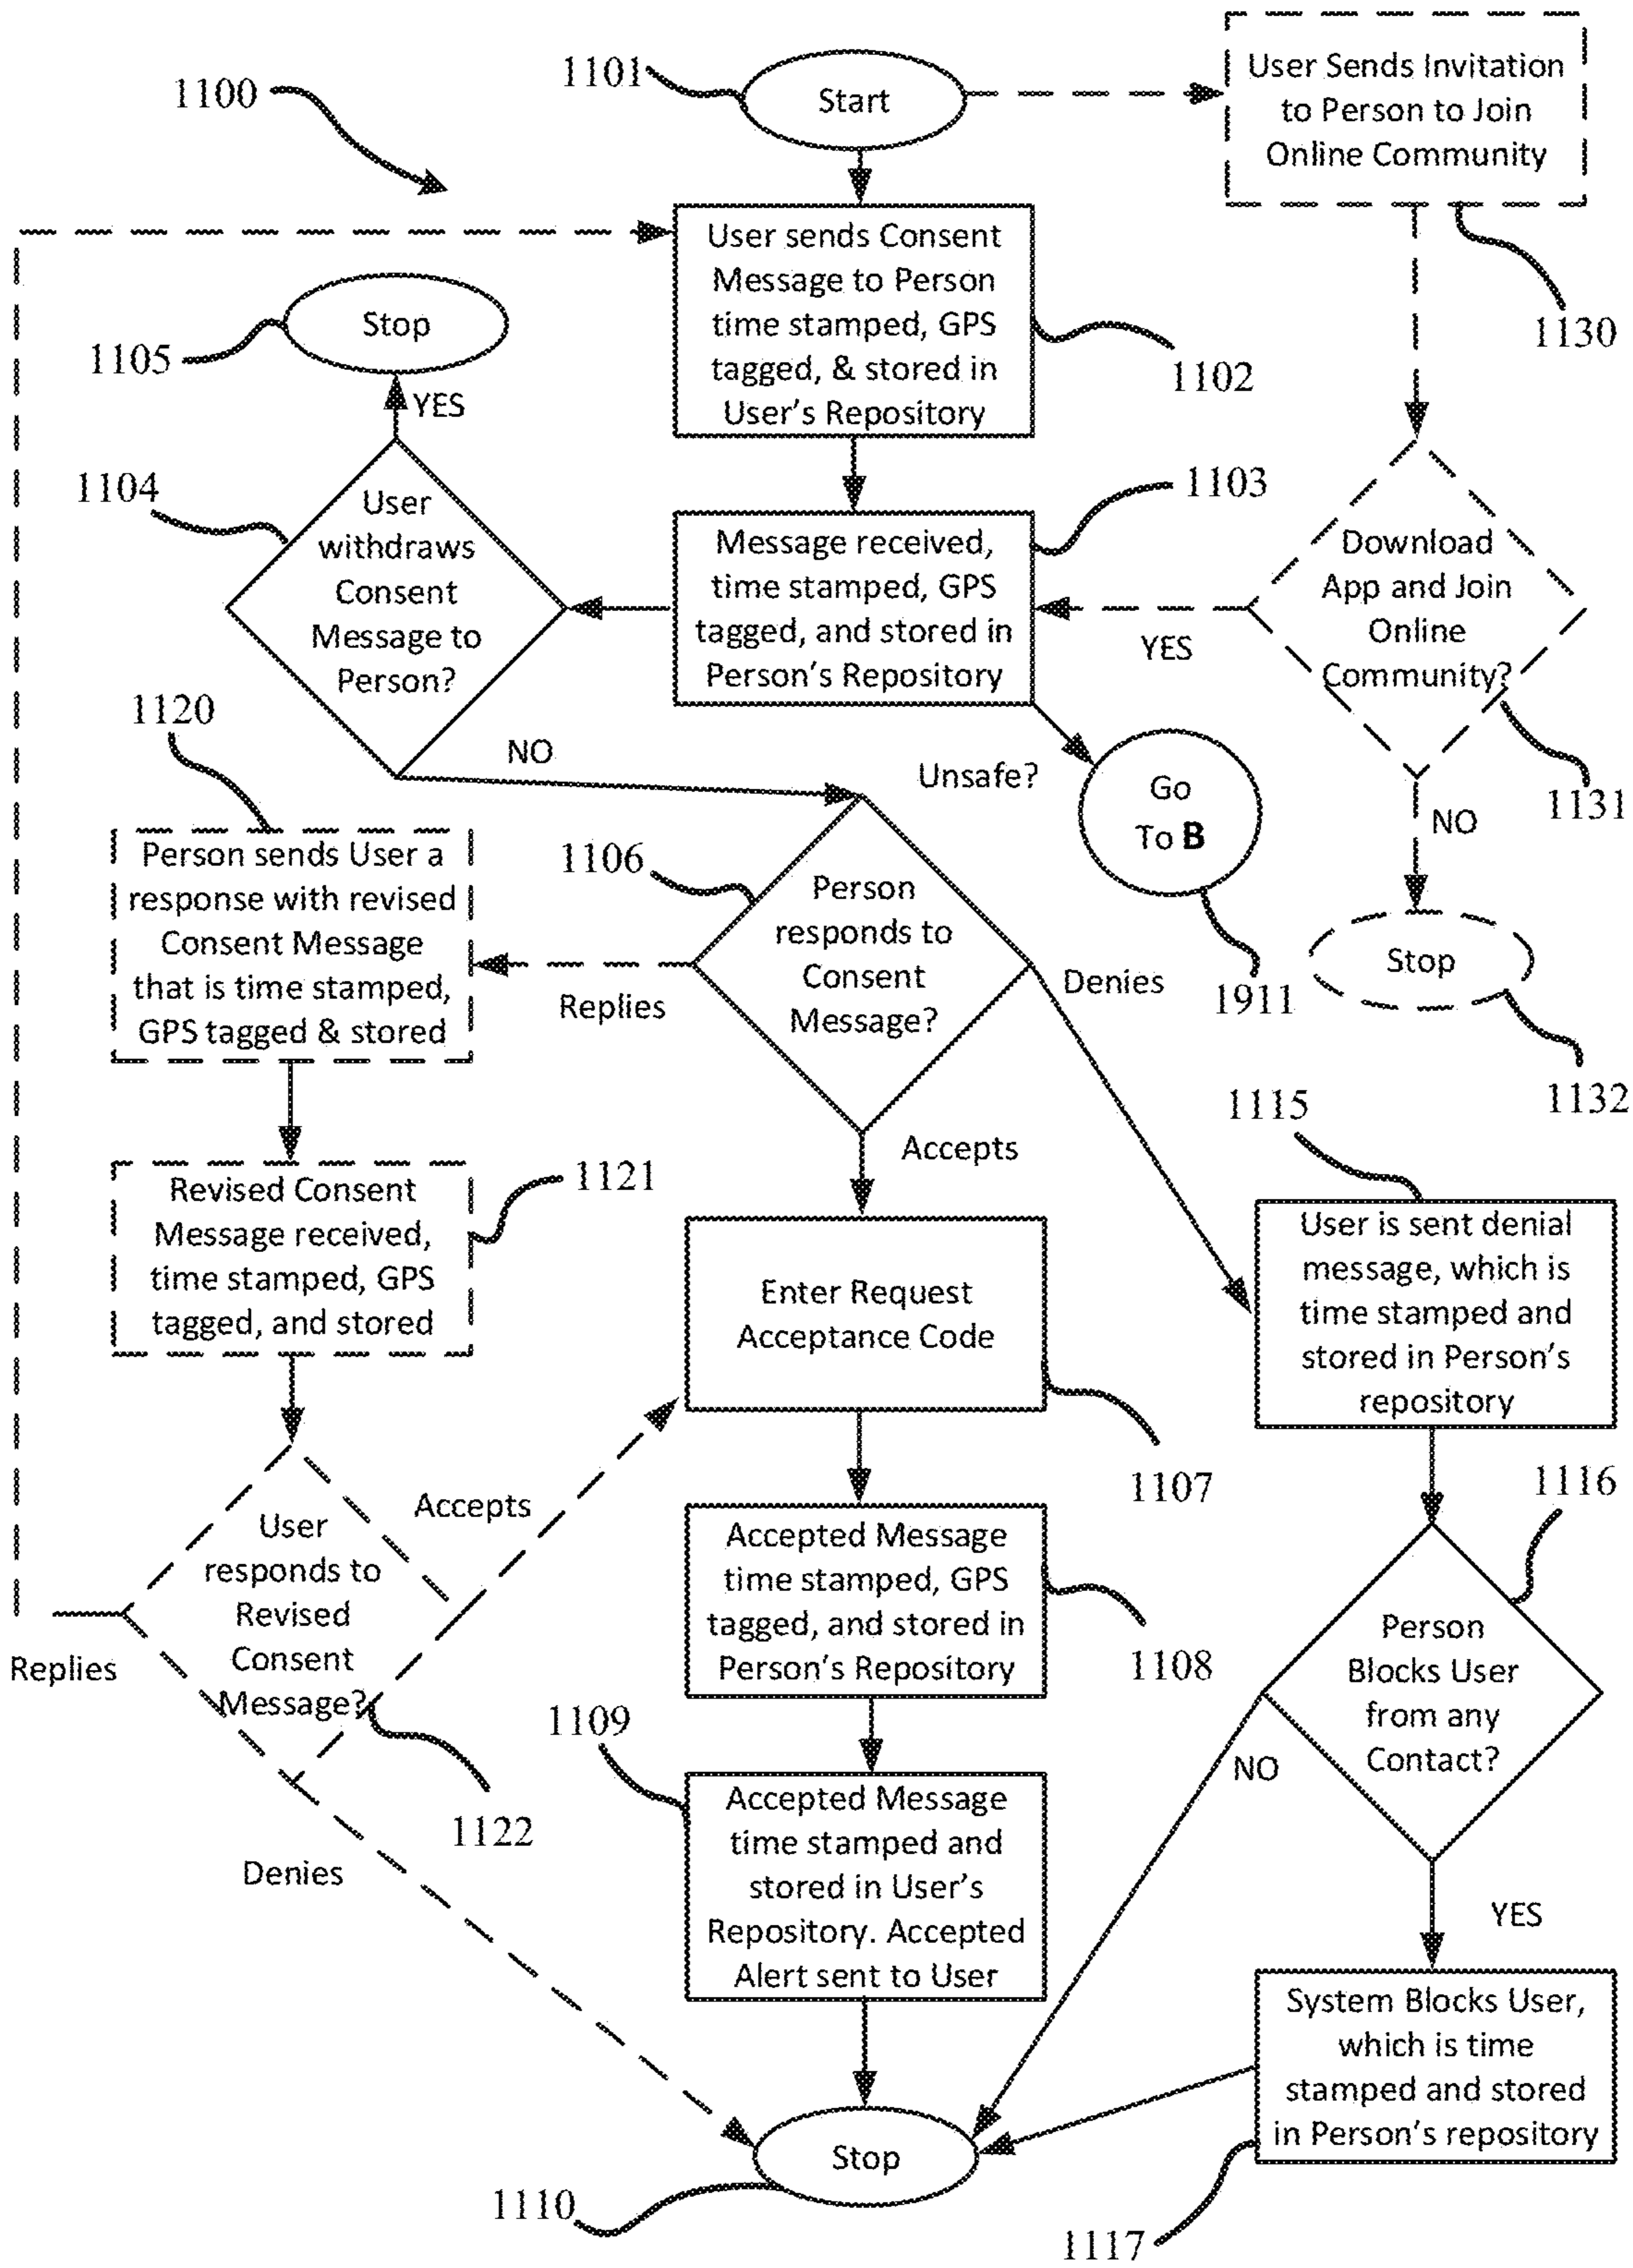 1100
1101
Start
User Sends Invitation
to Person to Join
Online Community
1130
User sends Consent
Message to Person
time stamped, GPS
tagged, & stored in
User's Repository
1102
Stop
1105
YES
1104
User
withdraws
Consent
Message to
Person?
NO
1103
Message received,
time stamped, GPS
tagged, and stored in
Person's Repository
YES
Download
App and Join
Online
Community?
1131
NO
Stop
1132
Unsafe?
Go
To B
1911
1120
Person sends User a
response with revised
Consent Message
that is time stamped,
GPS tagged & stored
1106
Person
responds to
Consent
Message?
Replies
Denies
Accepts
1121
Revised Consent
Message received,
time stamped, GPS
tagged, and stored
Enter Request
Acceptance Code
1107
1115
User is sent denial
message, which is
time stamped and
stored in Person's
repository
Accepts
User
responds to
Revised
Consent
Message?
Replies
1122
Denies
Accepted Message
time stamped, GPS
tagged, and stored in
Person's Repository
1108
1116
Person
Blocks User
from any
Contact?
NO
YES
1109
Accepted Message
time stamped and
stored in User's
Repository. Accepted
Alert sent to User
System Blocks User,
which is time
stamped and stored
in Person's repository
1117
Stop
1110